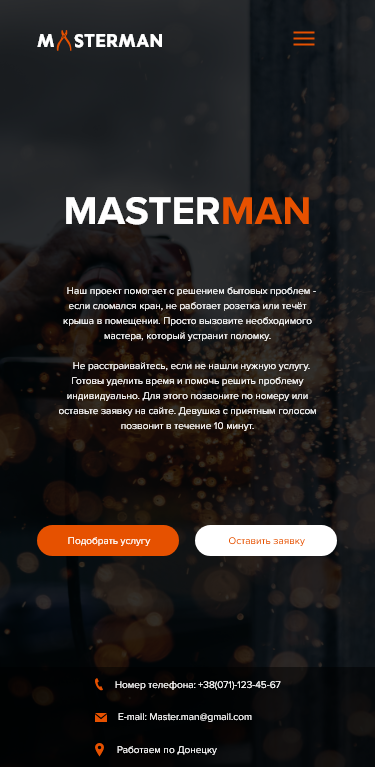 MASTERMAN
MASTERMAN
Наш проект помогает с решением бытовых проблем -
если сломался кран, не работает розетка или течёт
крыша в помещении. Просто вызовите необходимого
мастера, который устранит поломку.
Не расстраивайтесь, если не нашли нужную услугу.
Готовы уделить время и помочь решить проблему
индивидуально. Для этого позвоните по номеру или
оставьте заявку на сайте. Девушка с приятным голосом
позвонит в течение 10 минут.
Подобрать услугу
Оставить заявку
Номер телефона: +38(071)-123-45-67
E-mail: Master.man@gmail.com
Работаем по Донецку